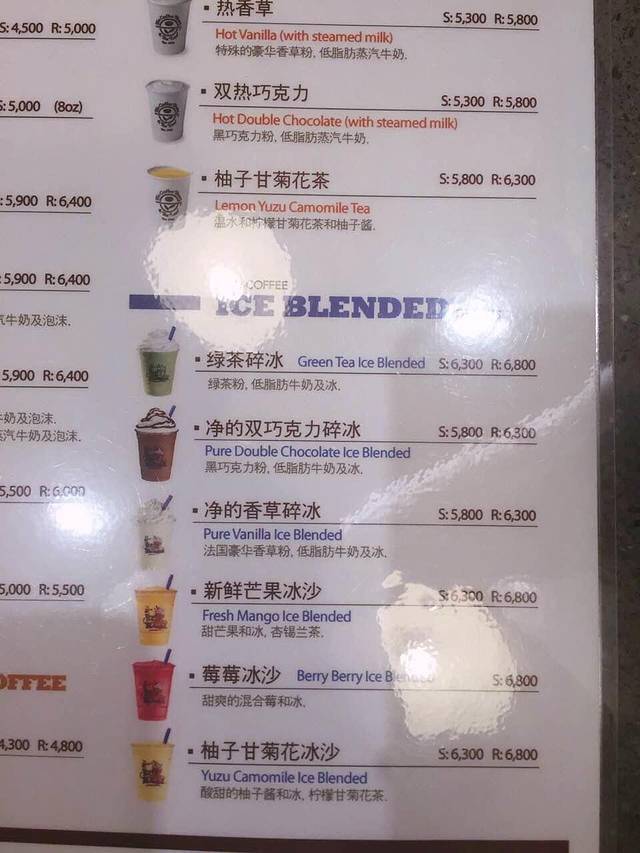 S: 4,500 R: 5,000
S: 5,000 (8oz)
: 5,900 R: 6,400
5,900 R: 6,400
汽牛奶及泡沫.
5,900 R: 6,400
牛奶及泡沫.
蒸汽牛奶及泡沫.
5,500 R: 6,000
5,000 R: 5,500
OFFEE
4,300 R: 4,800
▪ 热香草 S: 5,300 R: 5,800
Hot Vanilla (with steamed milk)
特殊的豪华香草粉, 低脂肪蒸汽牛奶.
▪ 双热巧克力 S: 5,300 R: 5,800
Hot Double Chocolate (with steamed milk)
黑巧克力粉, 低脂肪蒸汽牛奶.
▪ 柚子甘菊花茶 S: 5,800 R: 6,300
Lemon Yuzu Camomile Tea
温水和柠檬甘菊花茶和柚子酱.
COFFEE
ICE BLENDED
▪ 绿茶碎冰 Green Tea Ice Blended S: 6,300 R: 6,800
绿茶粉, 低脂肪牛奶及冰.
▪ 净的双巧克力碎冰 S: 5,800 R: 6,300
Pure Double Chocolate Ice Blended
黑巧克力粉, 低脂肪牛奶及冰.
▪ 净的香草碎冰 S: 5,800 R: 6,300
Pure Vanilla Ice Blended
法国豪华香草粉, 低脂肪牛奶及冰.
▪ 新鲜芒果冰沙 S: 6,300 R: 6,800
Fresh Mango Ice Blended
甜芒果和冰, 杏锡兰茶.
▪ 莓莓冰沙 Berry Berry Ice Blended S: 6,800
甜爽的混合莓和冰.
▪ 柚子甘菊花冰沙 S: 6,300 R: 6,800
Yuzu Camomile Ice Blended
酸甜的柚子酱和冰, 柠檬甘菊花茶.